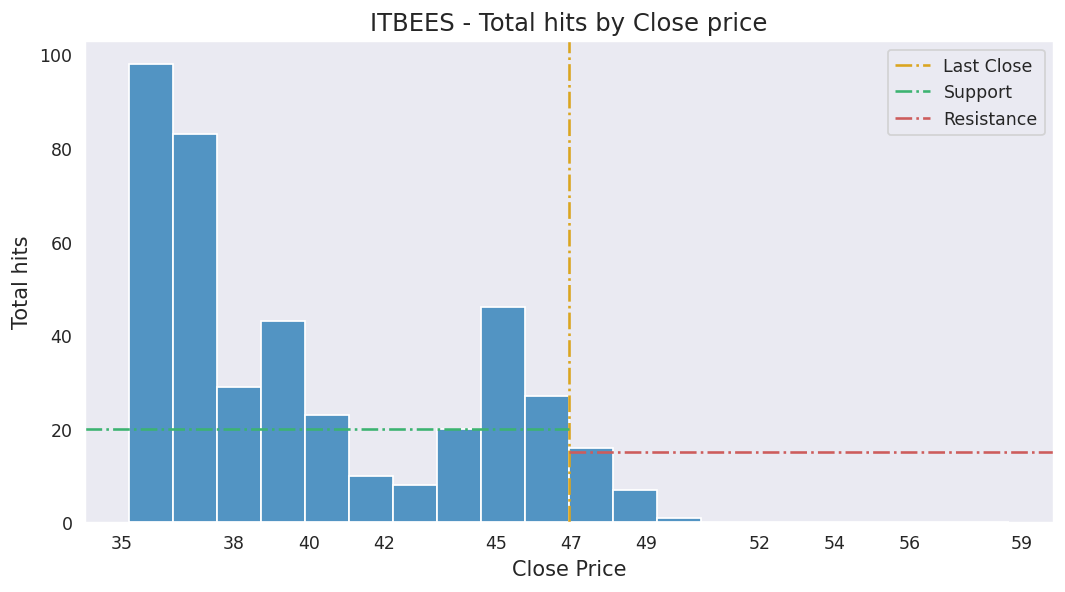 ITBEES - Total hits by Close price
Last Close
Support
Resistance
Total hits
100
80
60
40
20
0
35 38 40 42 45 47 49 52 54 56 59
Close Price